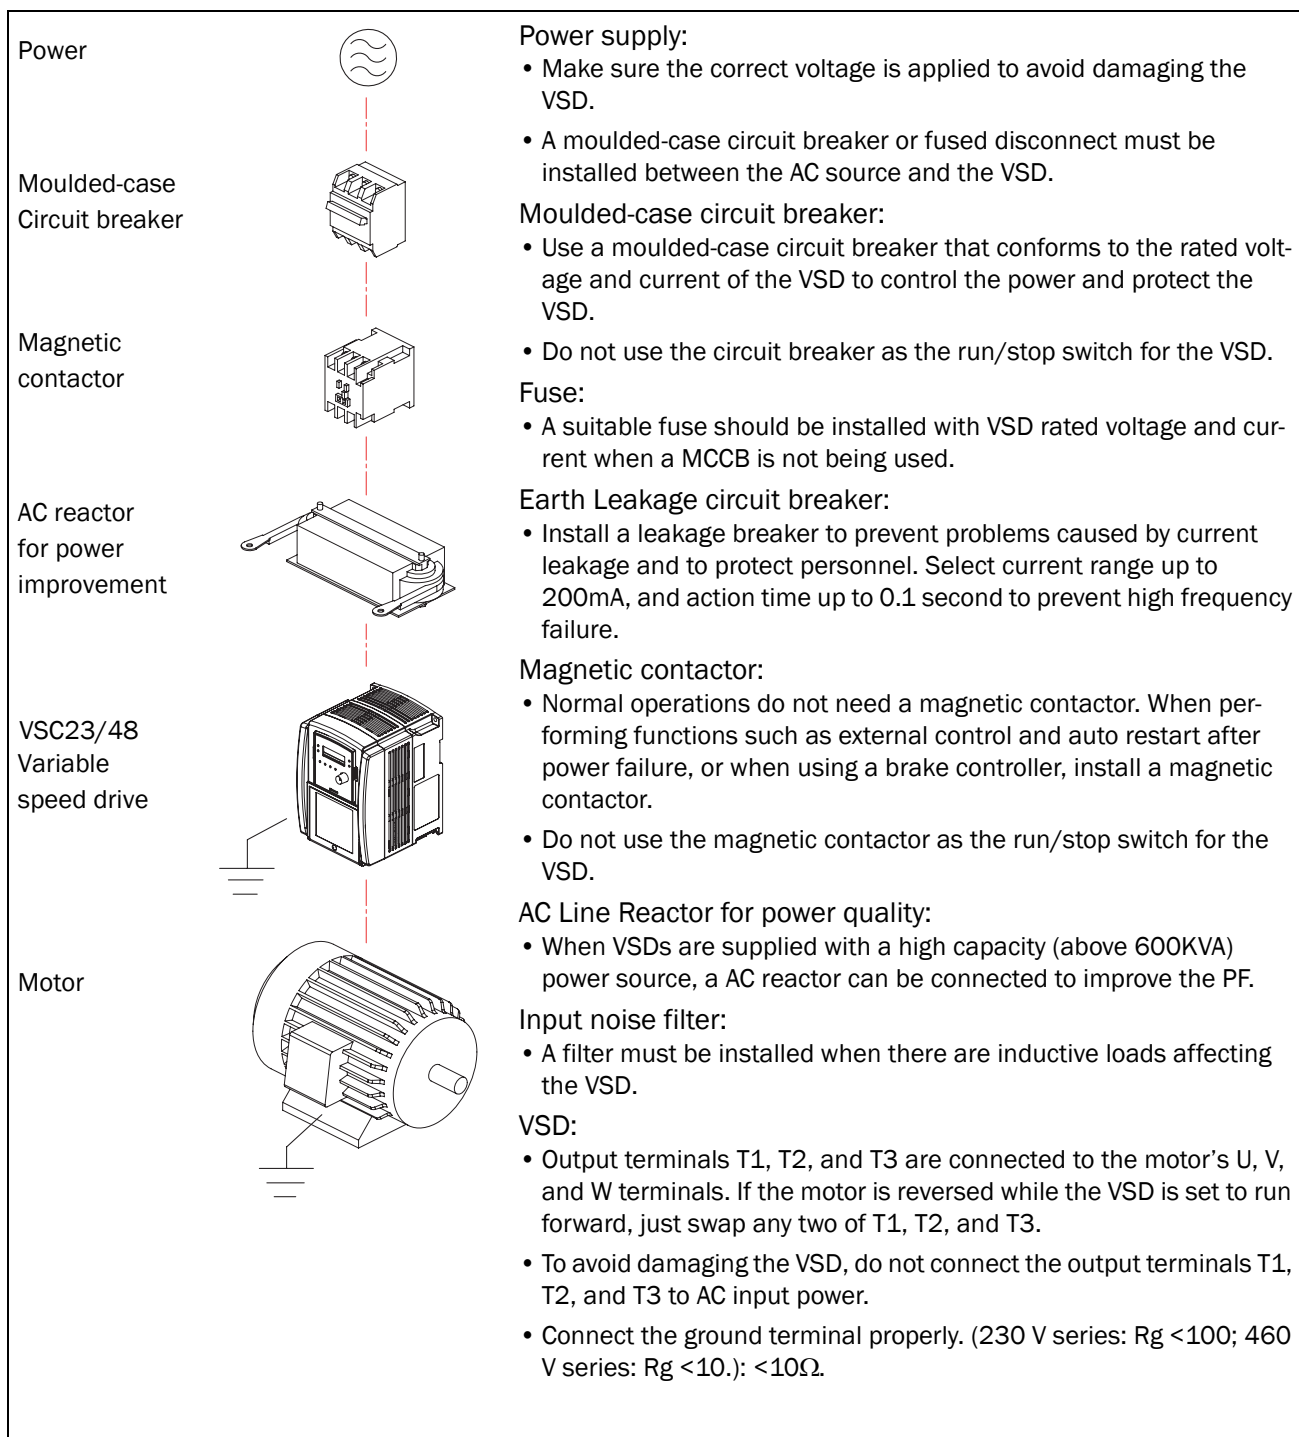 Power
Moulded-case
Circuit breaker
Magnetic
contactor
AC reactor
for power
improvement
VSC23/48
Variable
speed drive
Motor
Power supply:
• Make sure the correct voltage is applied to avoid damaging the
VSD.
• A moulded-case circuit breaker or fused disconnect must be
installed between the AC source and the VSD.
Moulded-case circuit breaker:
• Use a moulded-case circuit breaker that conforms to the rated volt-
age and current of the VSD to control the power and protect the
VSD.
• Do not use the circuit breaker as the run/stop switch for the VSD.
Fuse:
• A suitable fuse should be installed with VSD rated voltage and cur-
rent when a MCCB is not being used.
Earth Leakage circuit breaker:
• Install a leakage breaker to prevent problems caused by current
leakage and to protect personnel. Select current range up to
200mA, and action time up to 0.1 second to prevent high frequency
failure.
Magnetic contactor:
• Normal operations do not need a magnetic contactor. When per-
forming functions such as external control and auto restart after
power failure, or when using a brake controller, install a magnetic
contactor.
• Do not use the magnetic contactor as the run/stop switch for the
VSD.
AC Line Reactor for power quality:
• When VSDs are supplied with a high capacity (above 600KVA)
power source, a AC reactor can be connected to improve the PF.
Input noise filter:
• A filter must be installed when there are inductive loads affecting
the VSD.
VSD:
• Output terminals T1, T2, and T3 are connected to the motor’s U, V,
and W terminals. If the motor is reversed while the VSD is set to run
forward, just swap any two of T1, T2, and T3.
• To avoid damaging the VSD, do not connect the output terminals T1,
T2, and T3 to AC input power.
• Connect the ground terminal properly. (230 V series: Rg <100; 460
V series: Rg <10.): <10Ω.